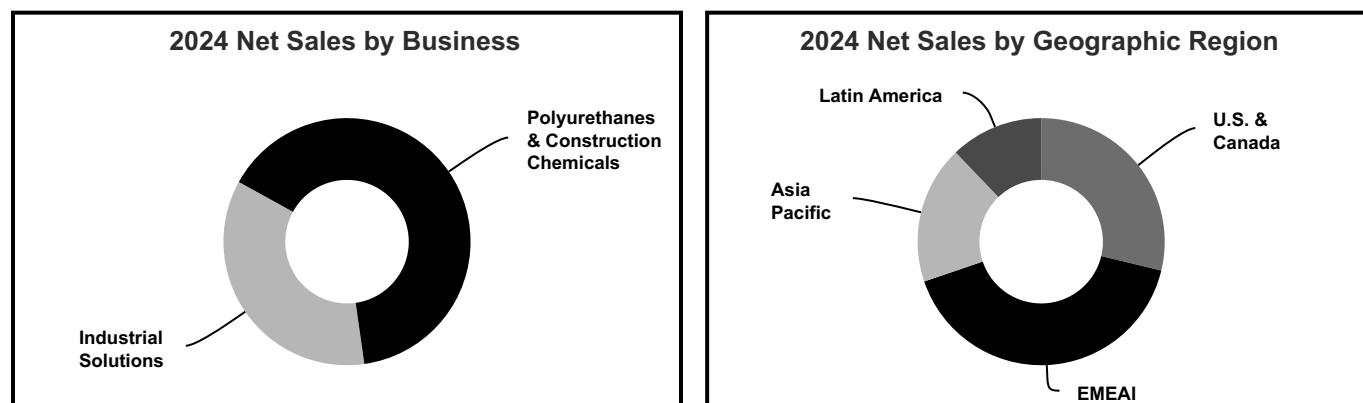 2024 Net Sales by Business
Polyurethanes
& Construction
Chemicals
Industrial
Solutions
2024 Net Sales by Geographic Region
Latin America
U.S. &
Canada
Asia
Pacific
EMEAI